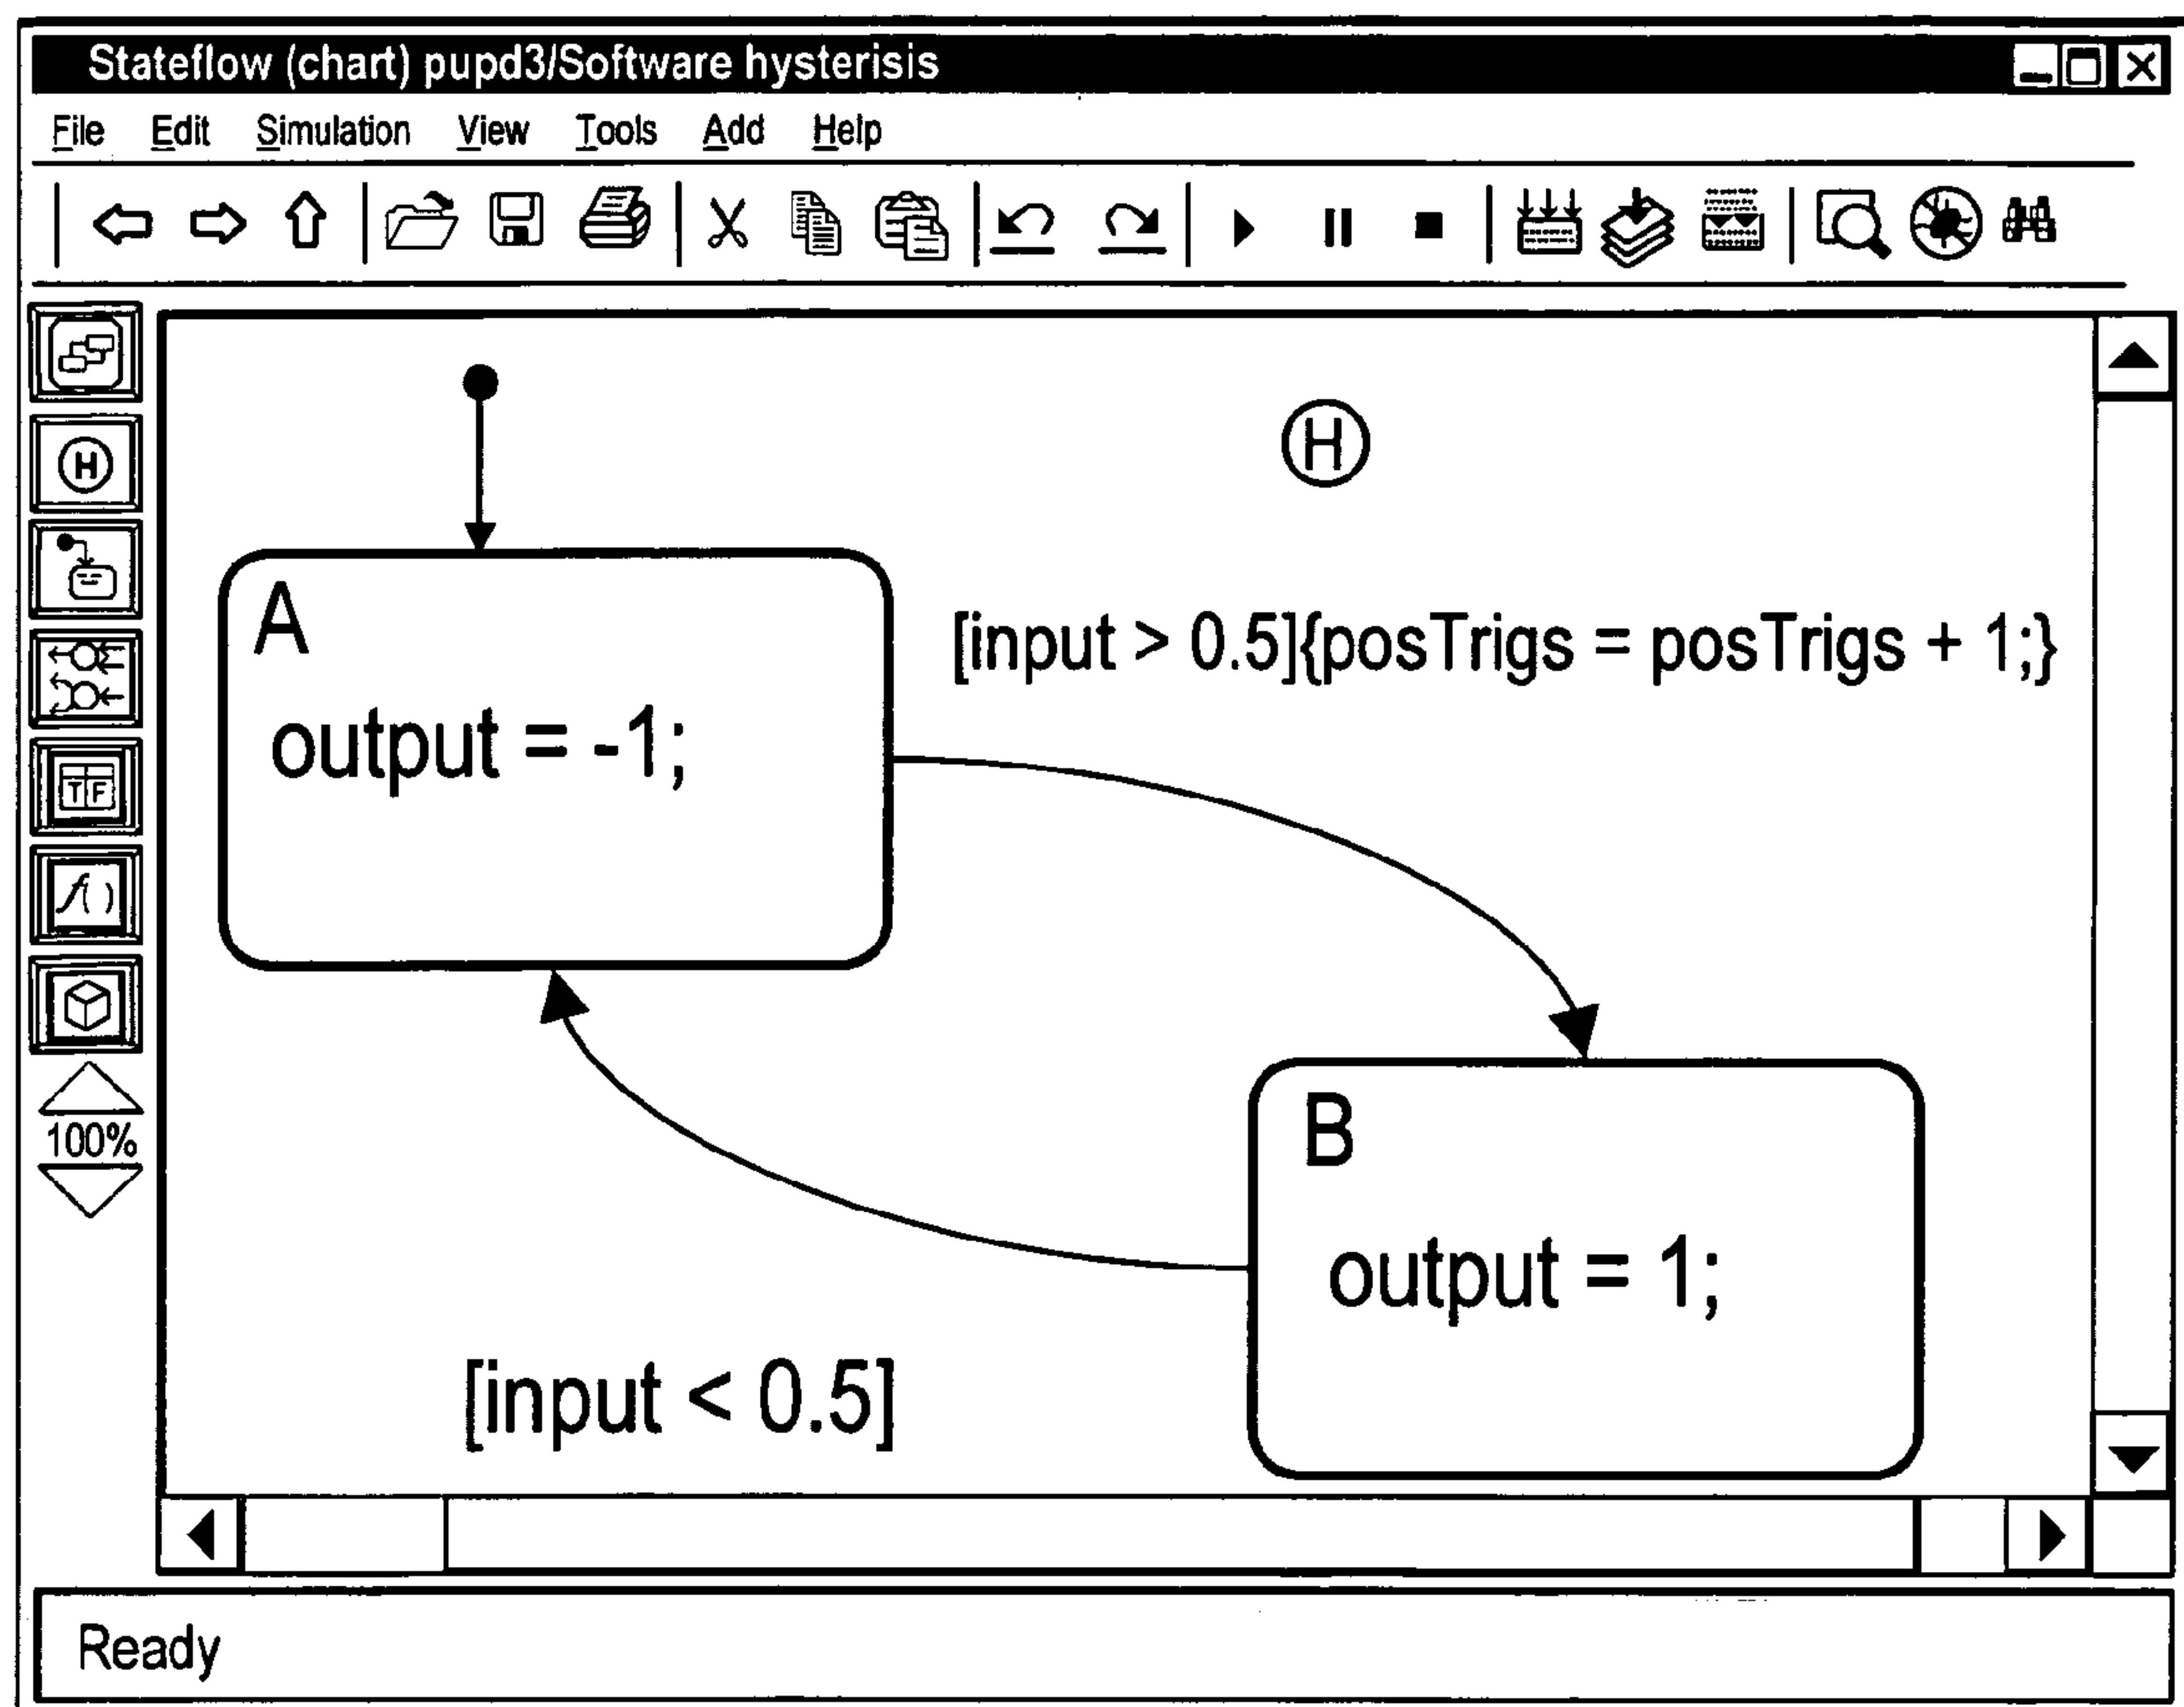 Stateflow (chart) pupd3/Software hysterisis
File Edit Simulation View Tools Add Help
H
H
A
[input > 0.5]{posTrigs = posTrigs + 1;}
output = -1;
T F
f( )
100%
B
output = 1;
[input < 0.5]
Ready